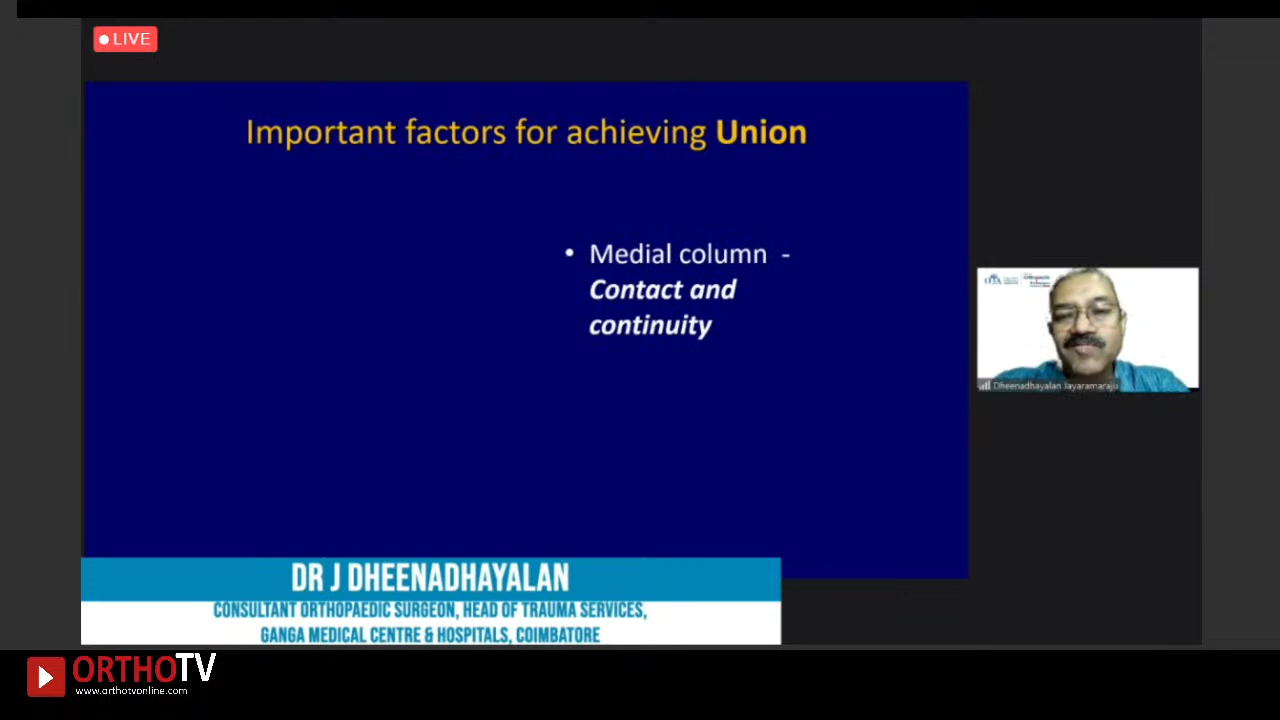 LIVE
Important factors for achieving Union
• Medial column -
Contact and
continuity
Dheenadhayalan Jayaramaraju
DR J DHEENADHAYALAN
CONSULTANT ORTHOPAEDIC SURGEON, HEAD OF TRAUMA SERVICES,
GANGA MEDICAL CENTRE & HOSPITALS, COIMBATORE
ORTHOTV
www.orthotvonline.com